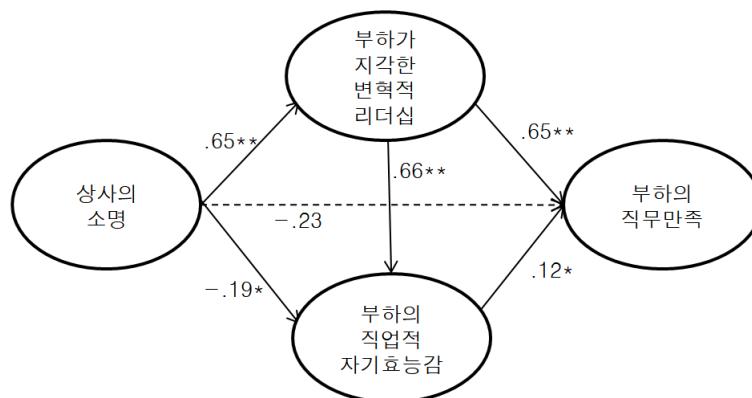 부하가
지각한
변혁적
리더십
.65**
.65**
.66**
상사의
소명
부하의
직무만족
-.23
-.19*
.12*
부하의
직업적
자기효능감